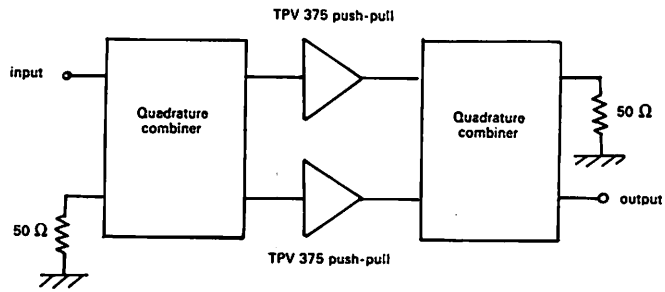 TPV 375 push-pull
input
Quadrature
combiner
Quadrature
combiner
50 Ω
50 Ω
output
TPV 375 push-pull